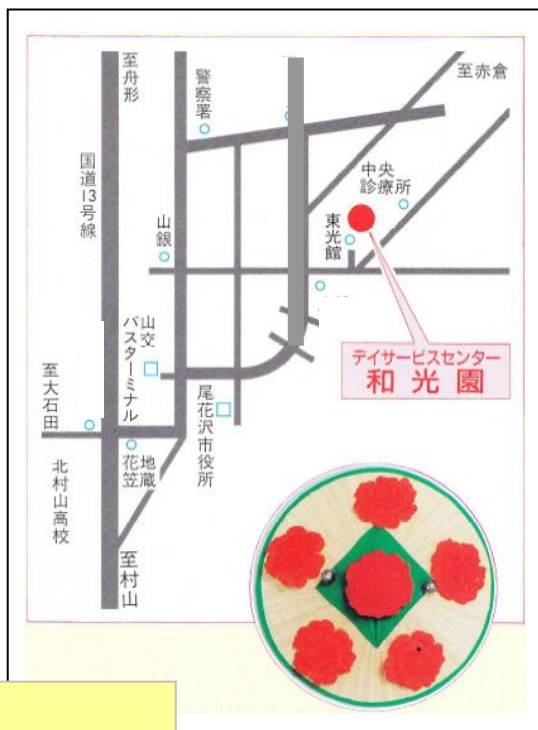 至舟形
国道13号線
警察署
至赤倉
中央
診療所
東光館
山銀
デイサービスセンター
和光園
山交
バスターミナル
尾花沢市役所
至大石田
北村山高校
地蔵
花笠
至村山